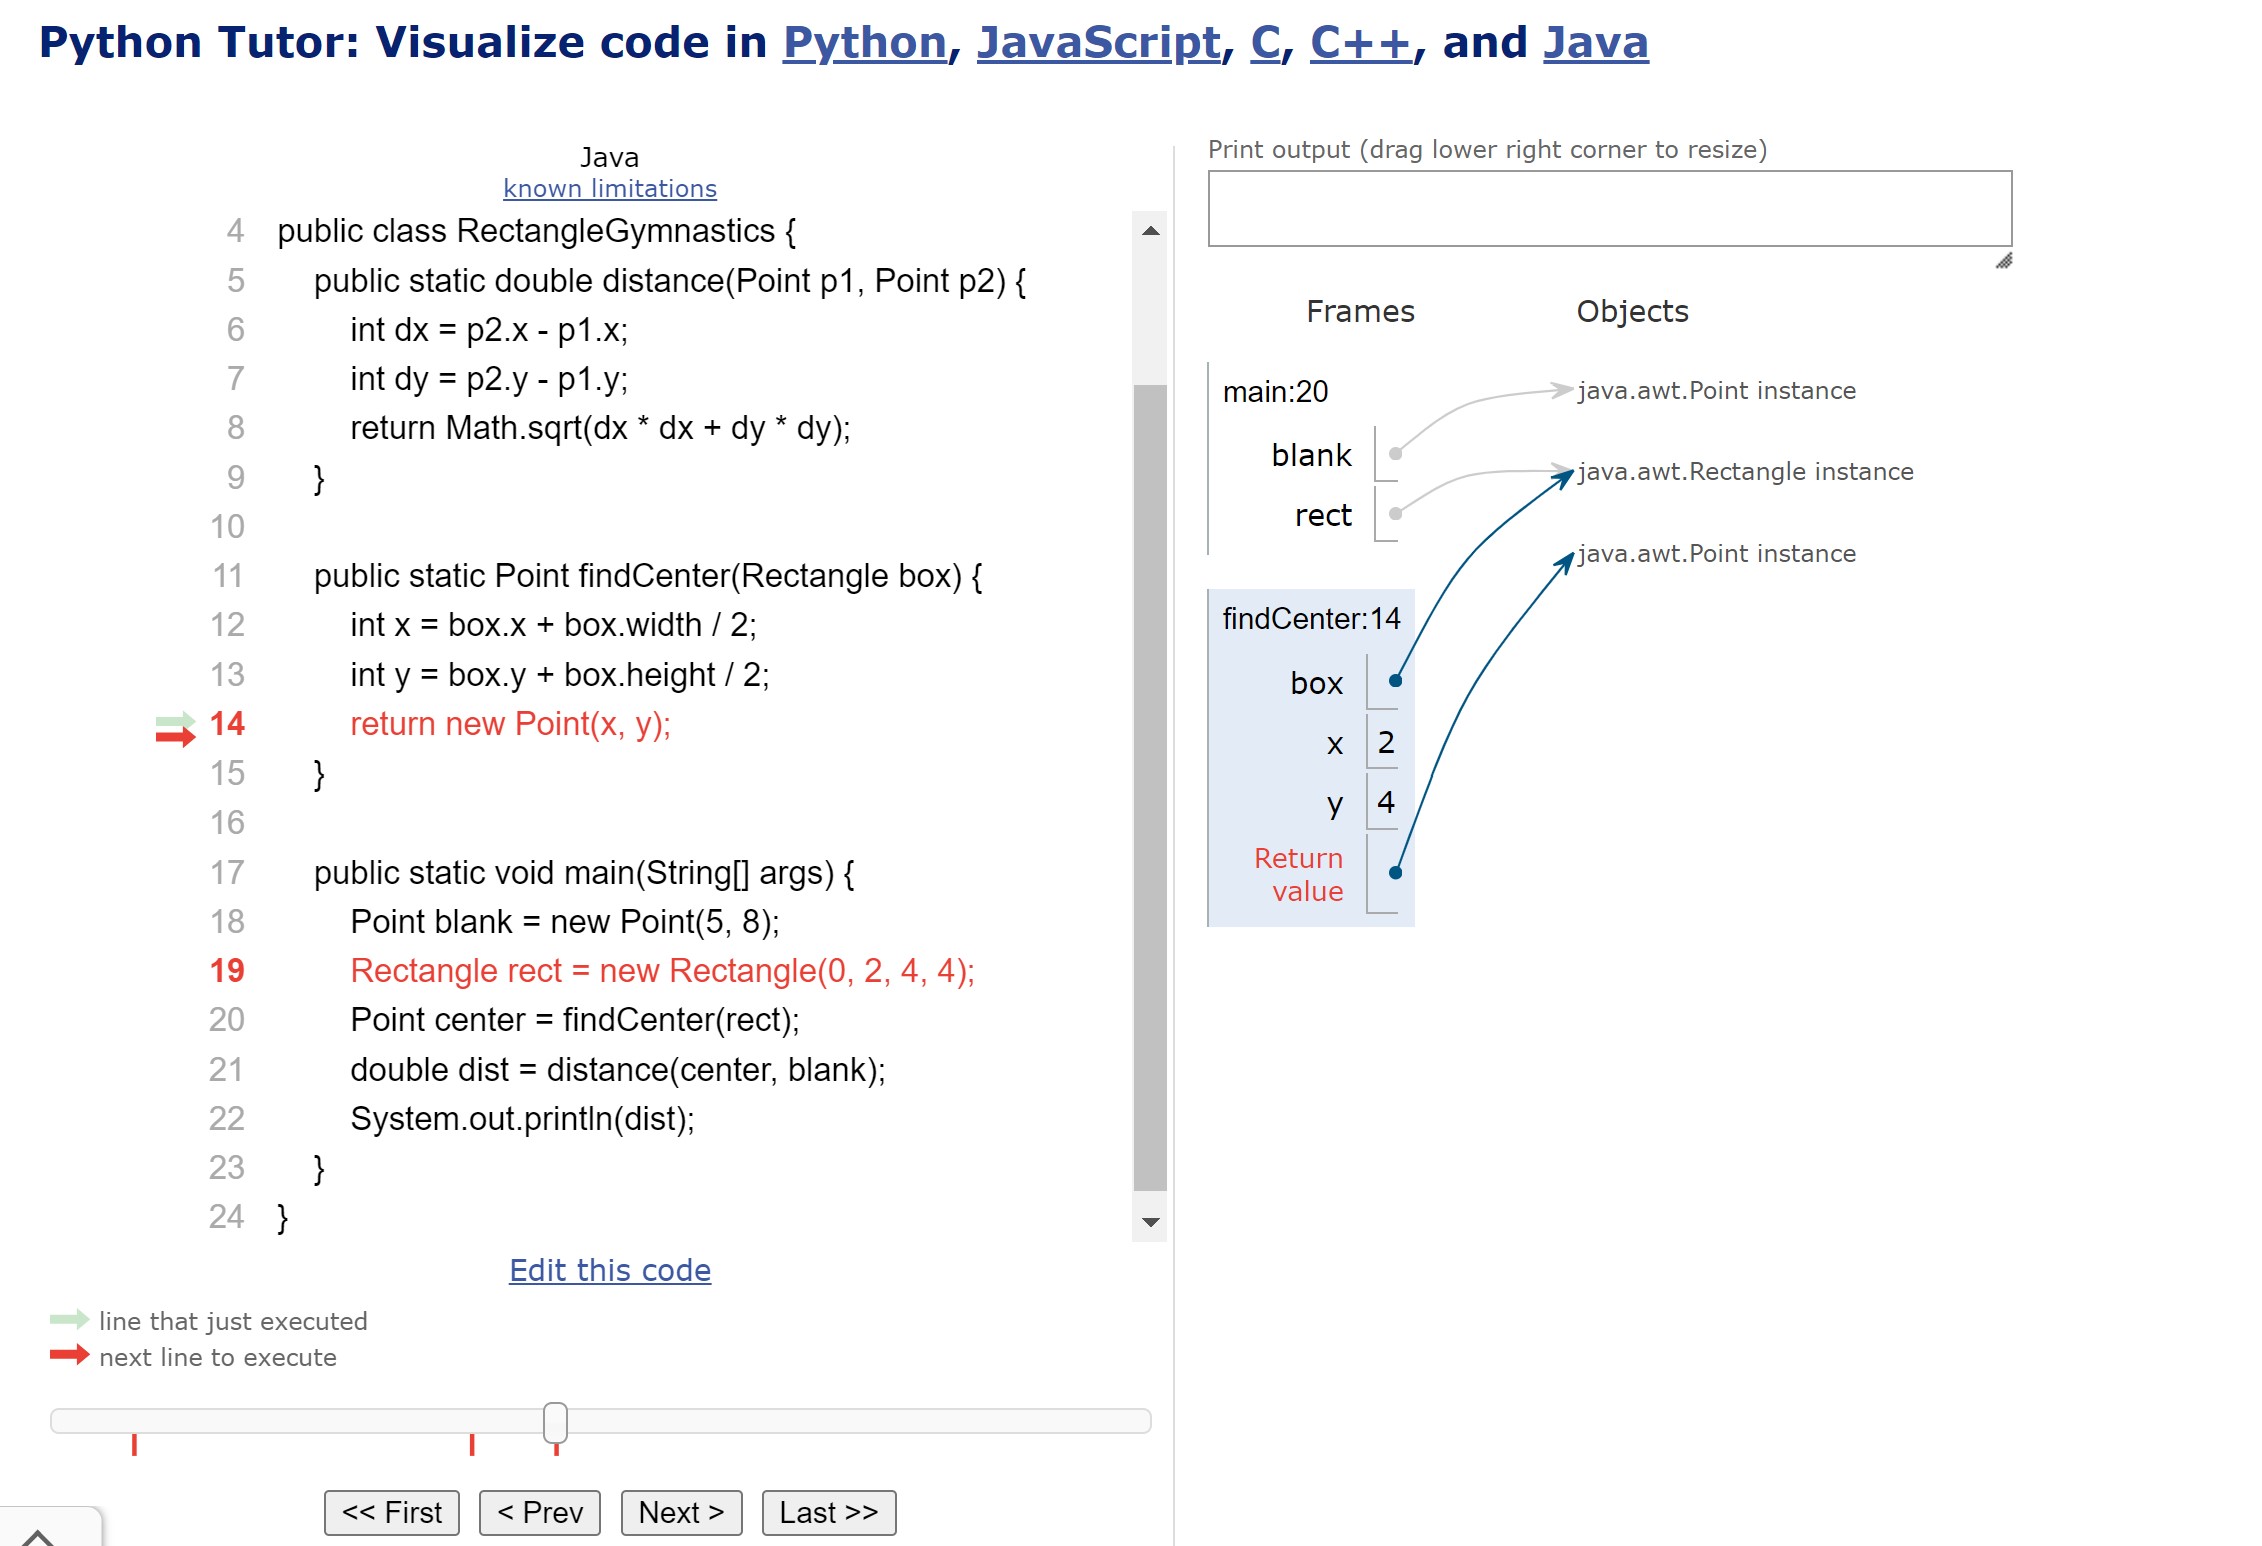 Python Tutor: Visualize code in Python, JavaScript, C, C++, and Java
Java
known limitations
4 public class RectangleGymnastics {
5 public static double distance(Point p1, Point p2) {
6 int dx = p2.x - p1.x;
7 int dy = p2.y - p1.y;
8 return Math.sqrt(dx * dx + dy * dy);
9 }
10
11 public static Point findCenter(Rectangle box) {
12 int x = box.x + box.width / 2;
13 int y = box.y + box.height / 2;
14 return new Point(x, y);
15 }
16
17 public static void main(String[] args) {
18 Point blank = new Point(5, 8);
19 Rectangle rect = new Rectangle(0, 2, 4, 4);
20 Point center = findCenter(rect);
21 double dist = distance(center, blank);
22 System.out.println(dist);
23 }
24 }
Edit this code
line that just executed
next line to execute
<< First
< Prev
Next >
Last >>
Print output (drag lower right corner to resize)
Frames
Objects
main:20
blank
rect
java.awt.Point instance
java.awt.Rectangle instance
java.awt.Point instance
findCenter:14
box
x 2
y 4
Return
value